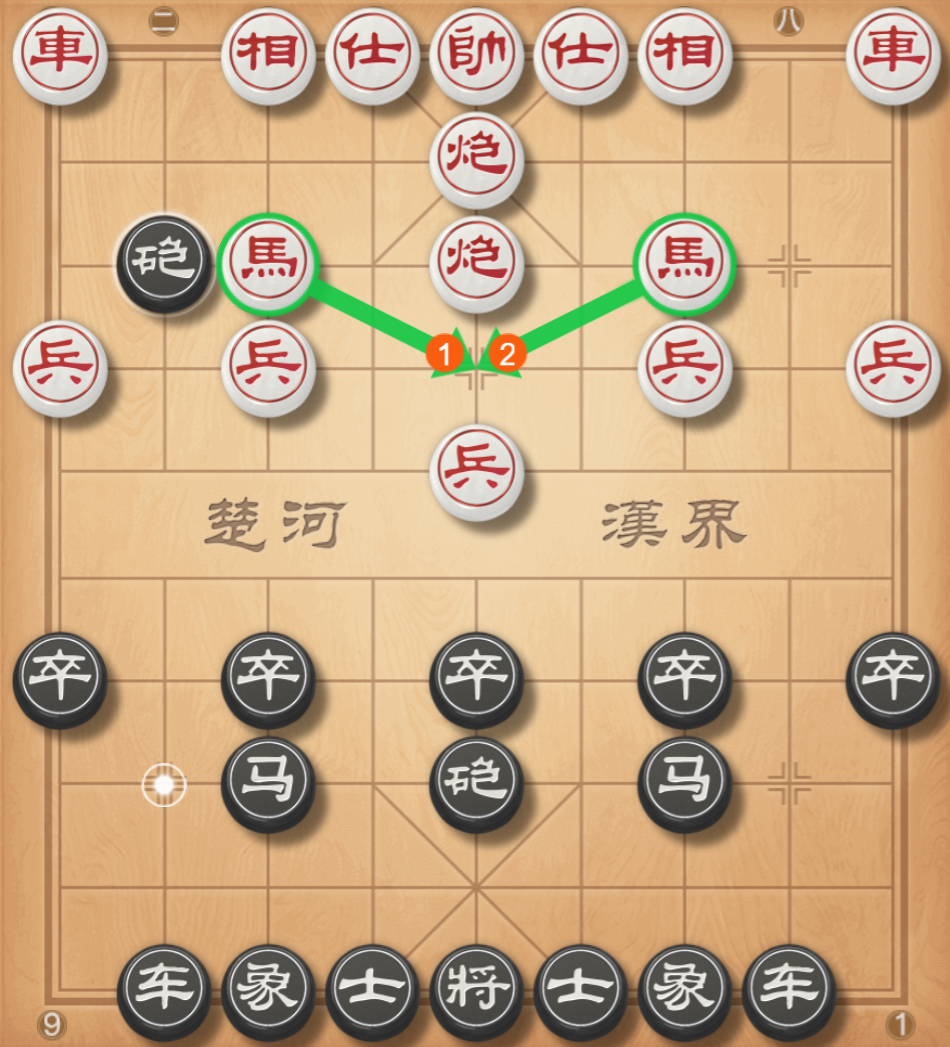 二 八
車 相 仕 帥 仕 相 車
炮
砲 馬 炮 馬
兵 兵 兵 兵
1 2
兵
楚河 漢界
卒 卒 卒 卒 卒
马 砲 马
车 象 士 将 士 象 车
9 1